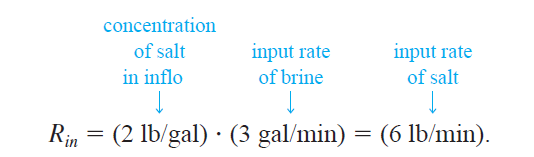 concentration
of salt input rate input rate
in inflo of brine of salt
↓ ↓ ↓
R_in = (2 lb/gal) · (3 gal/min) = (6 lb/min).